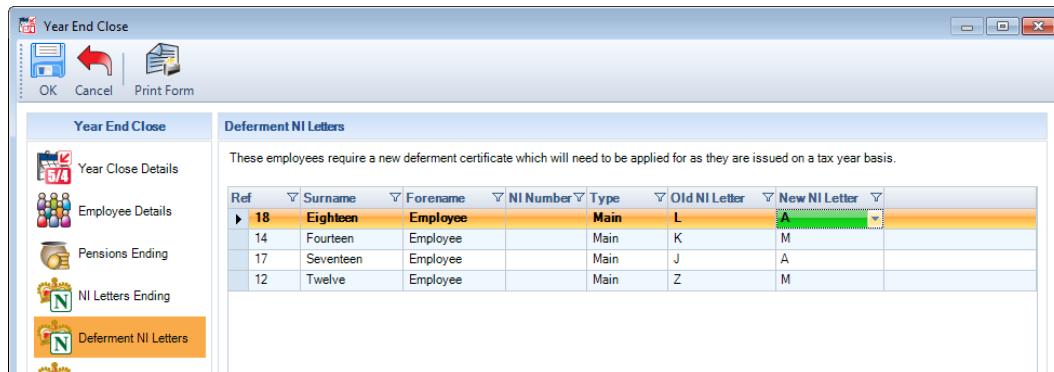 Year End Close
OK Cancel Print Form
Year End Close
5/4 Year Close Details
Employee Details
Pensions Ending
N NI Letters Ending
N Deferment NI Letters
Deferment NI Letters
These employees require a new deferment certificate which will need to be applied for as they are issued on a tax year basis.
Ref Surname Forename NI Number Type Old NI Letter New NI Letter
18 Eighteen Employee Main L A
14 Fourteen Employee Main K M
17 Seventeen Employee Main J A
12 Twelve Employee Main Z M